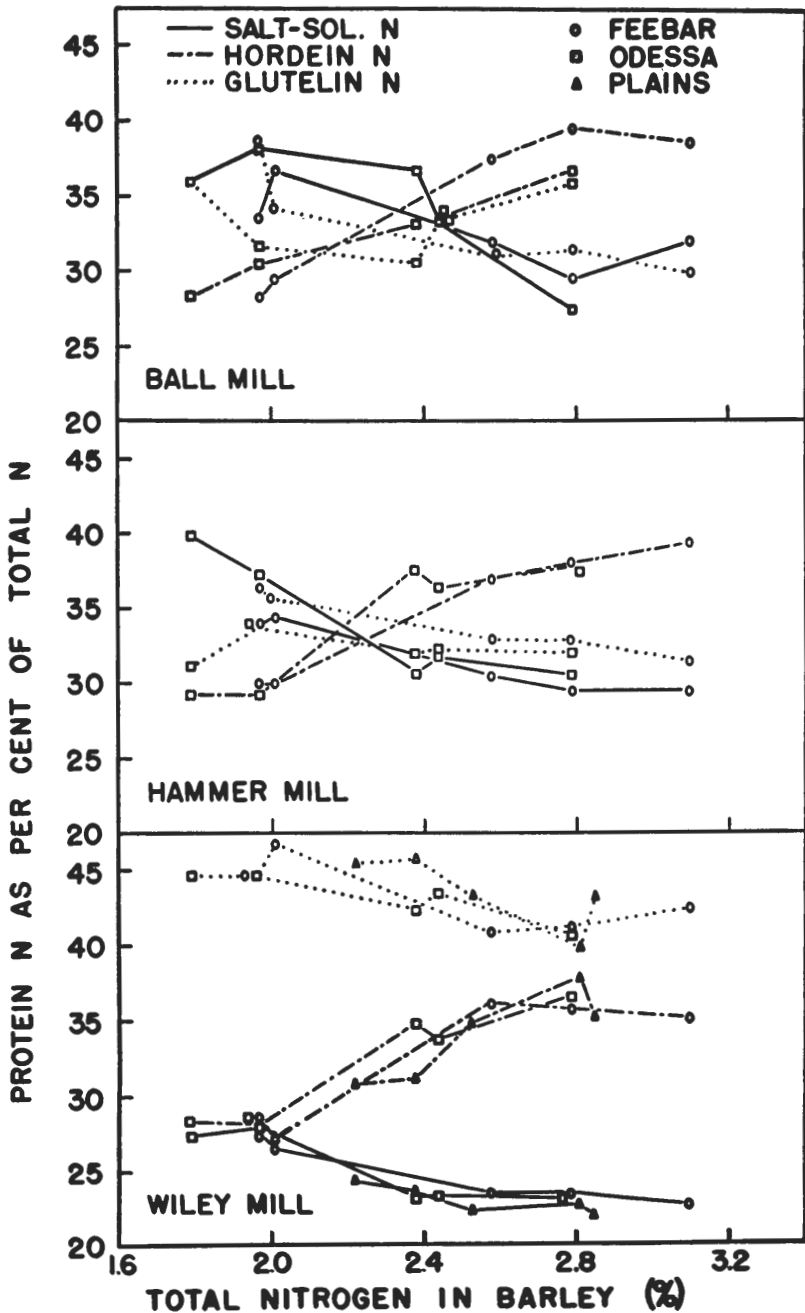 SALT-SOL. N
HORDEIN N
GLUTELIN N
FEEBAR
ODESSA
PLAINS
45
40
35
30
25
20
BALL MILL
45
40
35
30
25
20
HAMMER MILL
45
40
35
30
25
20
WILEY MILL
PROTEIN N AS PER CENT OF TOTAL N
1.6 2.0 2.4 2.8 3.2
TOTAL NITROGEN IN BARLEY (%)